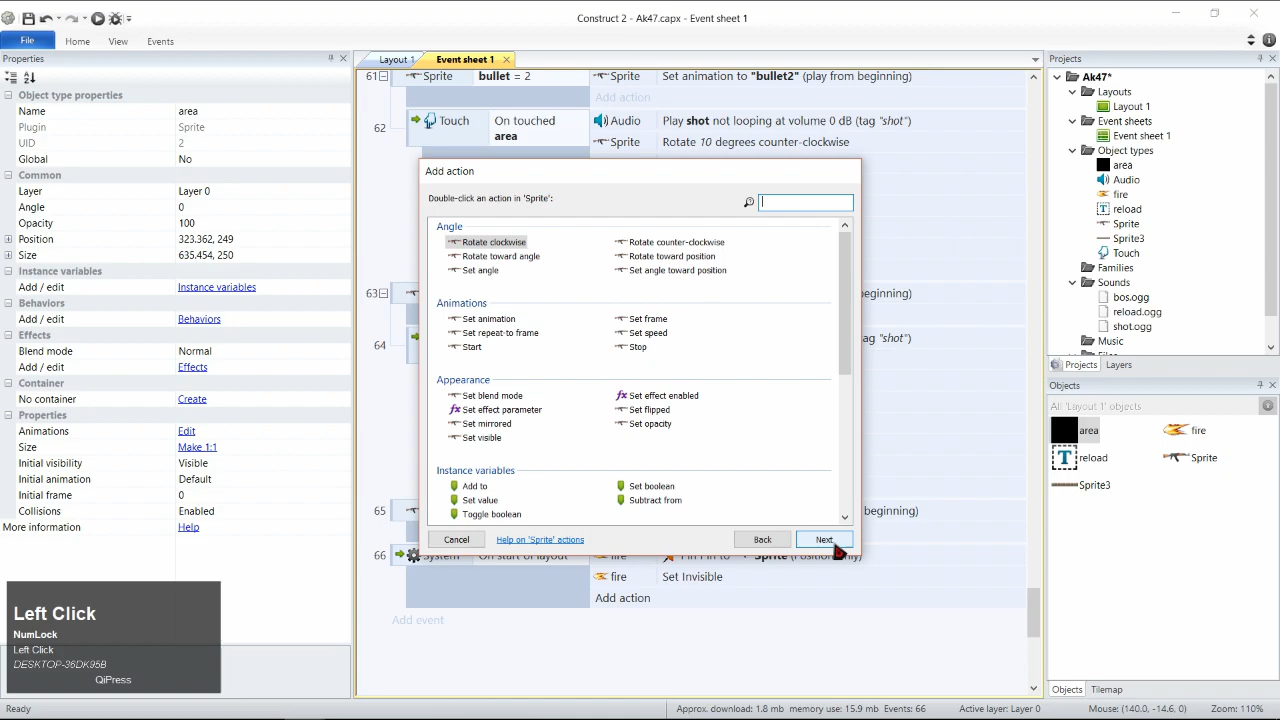 Construct 2 - Ak47.capx - Event sheet 1
File Home View Events
Properties
Object type properties
Name area
Plugin Sprite
UID 2
Global No
Common
Layer Layer 0
Angle 0
Opacity 100
Position 323.362, 249
Size 635.454, 250
Instance variables
Add / edit Instance variables
Behaviors
Add / edit Behaviors
Effects
Blend mode Normal
Add / edit Effects
Container
No container Create
Properties
Animations Edit
Size Make 1:1
Initial visibility Visible
Initial animation Default
Initial frame 0
Collisions Enabled
More information Help
Left Click
NumLock
Left Click
DESKTOP-36DK95B
QiPress
Layout 1 Event sheet 1
61 Sprite bullet = 2 Sprite Set animation to "bullet2" (play from beginning)
Add action
62 Touch On touched area Audio Play shot not looping at volume 0 dB (tag "shot")
Sprite Rotate 10 degrees counter-clockwise
63 beginning)
64 (tag "shot")
65 beginning)
66 System On start of layout fire Pin Pin to Sprite (Position only)
fire Set Invisible
Add action
Add event
Add action
Double-click an action in 'Sprite':
Angle
Rotate clockwise Rotate counter-clockwise
Rotate toward angle Rotate toward position
Set angle Set angle toward position
Animations
Set animation Set frame
Set repeat-to frame Set speed
Start Stop
Appearance
Set blend mode Set effect enabled
Set effect parameter Set flipped
Set mirrored Set opacity
Set visible
Instance variables
Add to Set boolean
Set value Subtract from
Toggle boolean
Cancel Help on 'Sprite' actions Back Next
Projects
Ak47*
Layouts
Layout 1
Event sheets
Event sheet 1
Object types
area
Audio
fire
reload
Sprite
Sprite3
Touch
Families
Sounds
bos.ogg
reload.ogg
shot.ogg
Music
Projects Layers
Objects
All 'Layout 1' objects
area fire
reload Sprite
Sprite3
Objects Tilemap
Ready Approx. download: 1.8 mb memory use: 15.9 mb Events: 66 Active layer: Layer 0 Mouse: (140.0, -14.6, 0) Zoom: 110%